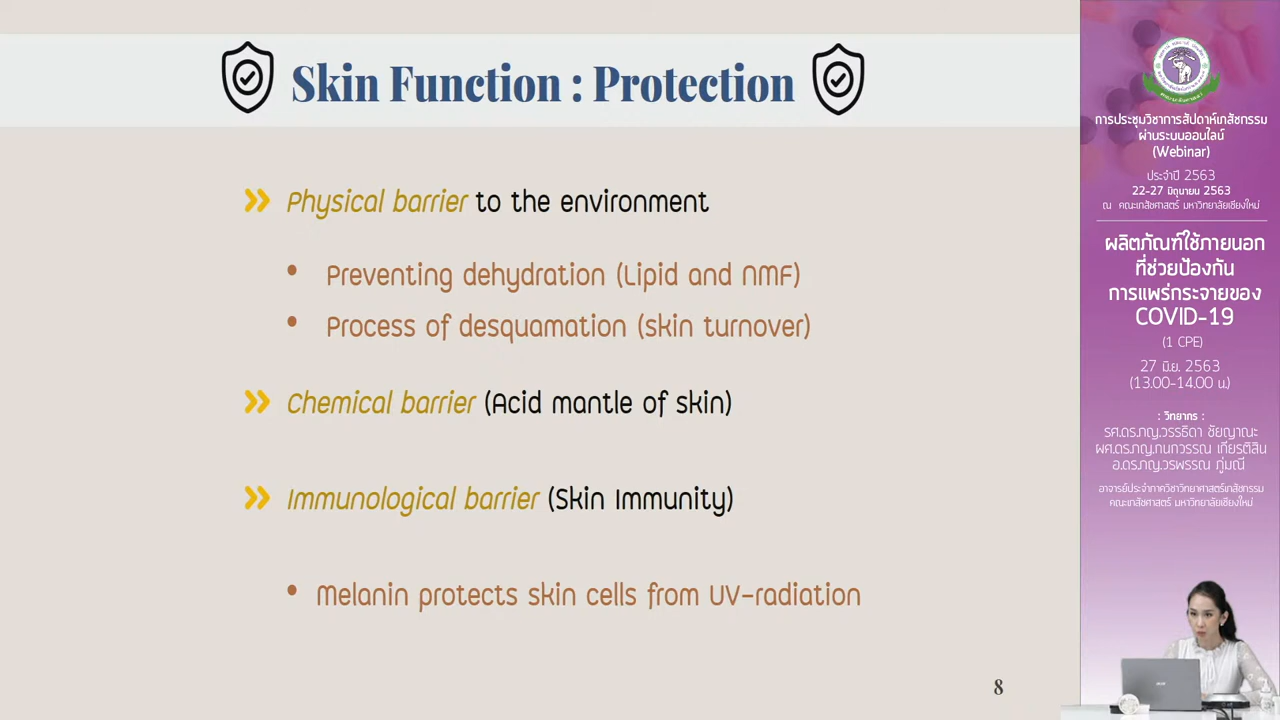 Skin Function : Protection
Physical barrier to the environment
• Preventing dehydration (Lipid and NMF)
• Process of desquamation (skin turnover)
Chemical barrier (Acid mantle of skin)
Immunological barrier (Skin Immunity)
• Melanin protects skin cells from UV-radiation
8
การประชุมวิชาการสัปดาห์เภสัชกรรม
ผ่านระบบออนไลน์
(Webinar)
ประจำปี 2563
22-27 มิถุนายน 2563
ณ คณะเภสัชศาสตร์ มหาวิทยาลัยเชียงใหม่
ผลิตภัณฑ์ใช้ภายนอก
ที่ช่วยป้องกัน
การแพร่กระจายของ
COVID-19
(1 CPE)
27 มิ.ย. 2563
(13.00-14.00 น.)
: วิทยากร :
รศ.ดร.ภญ.วรรธิดา ชัยญาณะ
ผศ.ดร.ภญ.กนกวรรณ เกียรติสิน
อ.ดร.ภญ.วรพรรณ ภู่มณี
อาจารย์ประจำภาควิชาวิทยาศาสตร์เภสัชกรรม
คณะเภสัชศาสตร์ มหาวิทยาลัยเชียงใหม่